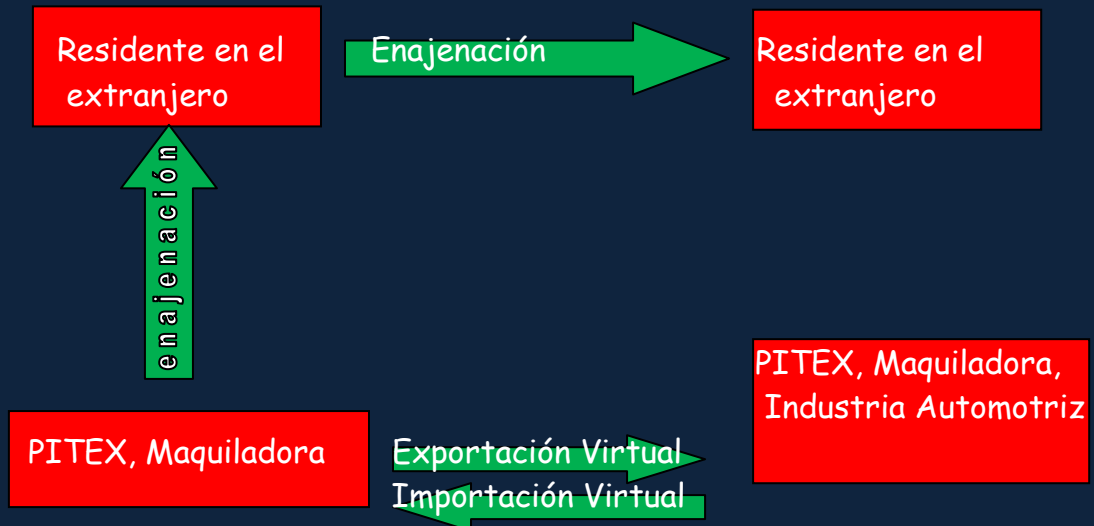 Residente en el
extranjero
Enajenación
Residente en el
extranjero
enajenación
PITEX, Maquiladora,
Industria Automotriz
PITEX, Maquiladora
Exportación Virtual
Importación Virtual